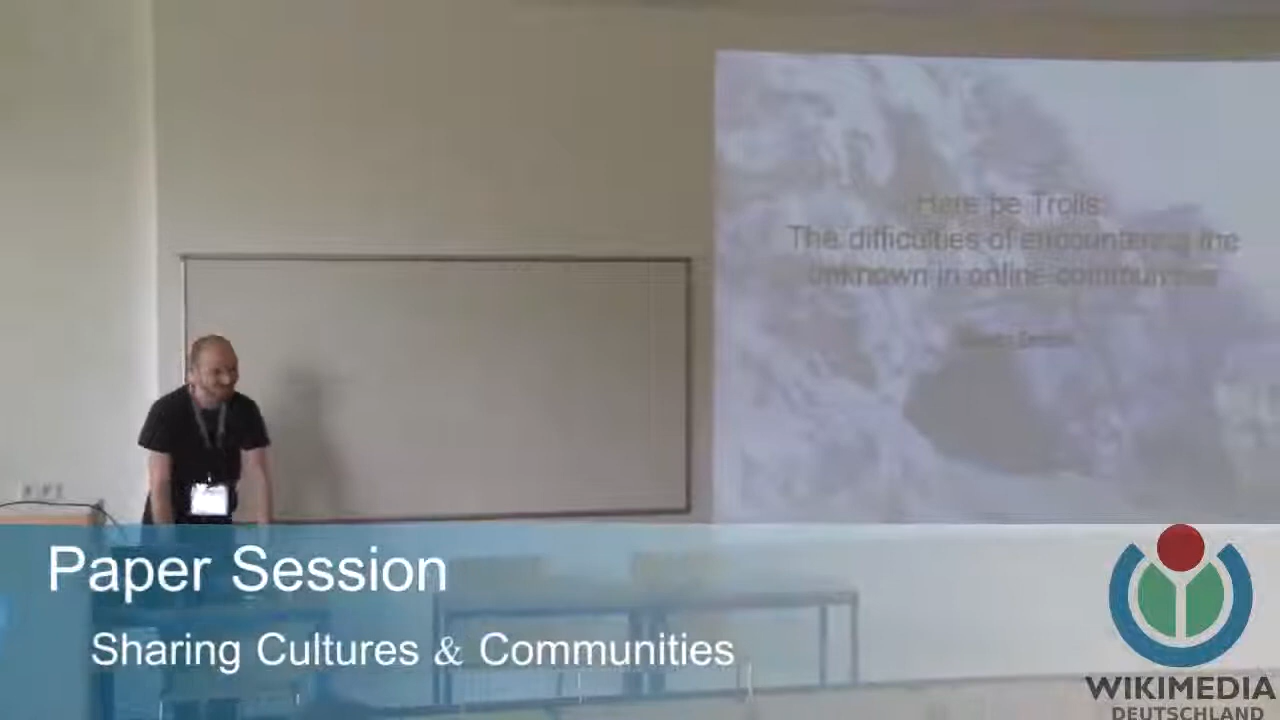 Here be Trolls:
The difficulties of encountering the
unknown in online communities
Paper Session
Sharing Cultures & Communities
WIKIMEDIA
DEUTSCHLAND